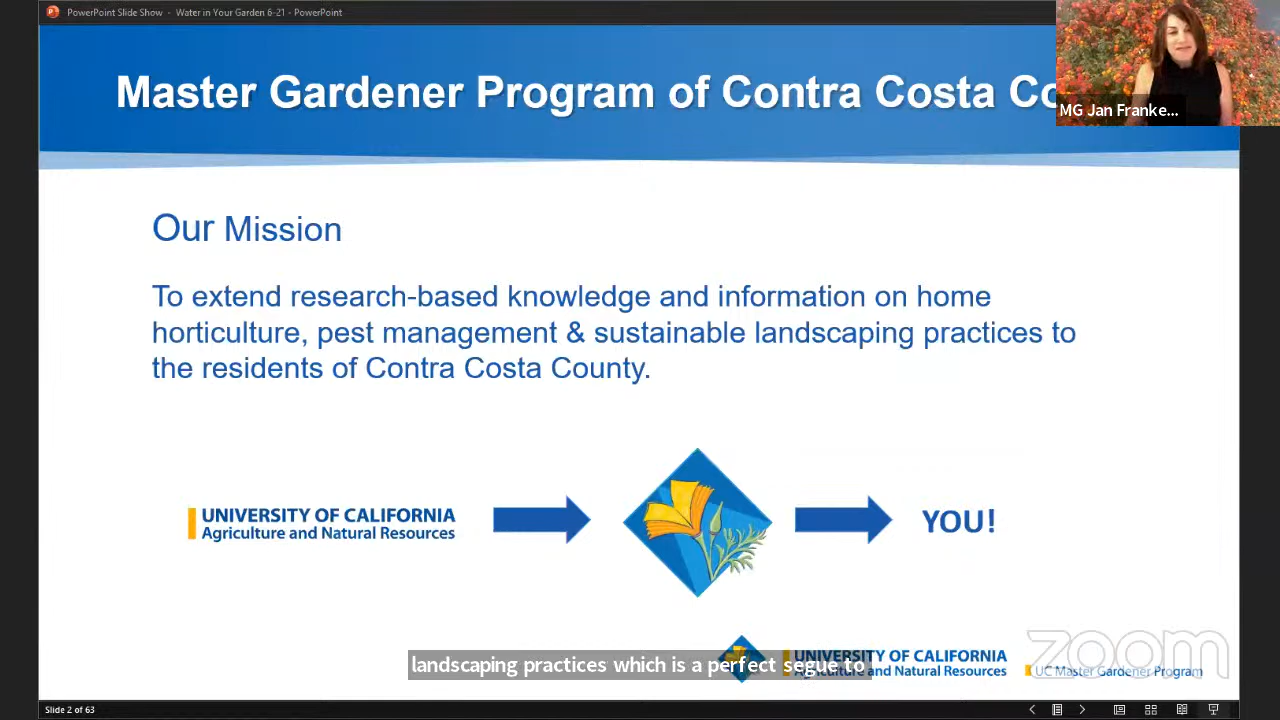 PowerPoint Slide Show - Water in Your Garden 6-21 - PowerPoint
Master Gardener Program of Contra Costa Co
MG Jan Franke...
Our Mission
To extend research-based knowledge and information on home
horticulture, pest management & sustainable landscaping practices to
the residents of Contra Costa County.
UNIVERSITY OF CALIFORNIA
Agriculture and Natural Resources
YOU!
UNIVERSITY OF CALIFORNIA
Agriculture and Natural Resources
UC Master Gardener Program
zoom
landscaping practices which is a perfect segue to
Slide 2 of 63